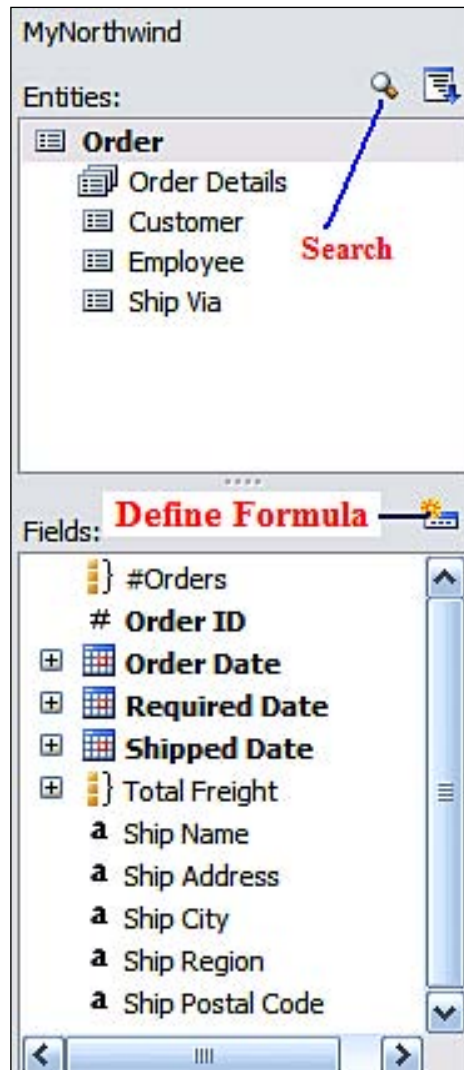 MyNorthwind
Entities:
Order
Order Details
Customer
Employee
Search
Ship Via
Define Formula
Fields:
#Orders
# Order ID
Order Date
Required Date
Shipped Date
Total Freight
a Ship Name
a Ship Address
a Ship City
a Ship Region
a Ship Postal Code